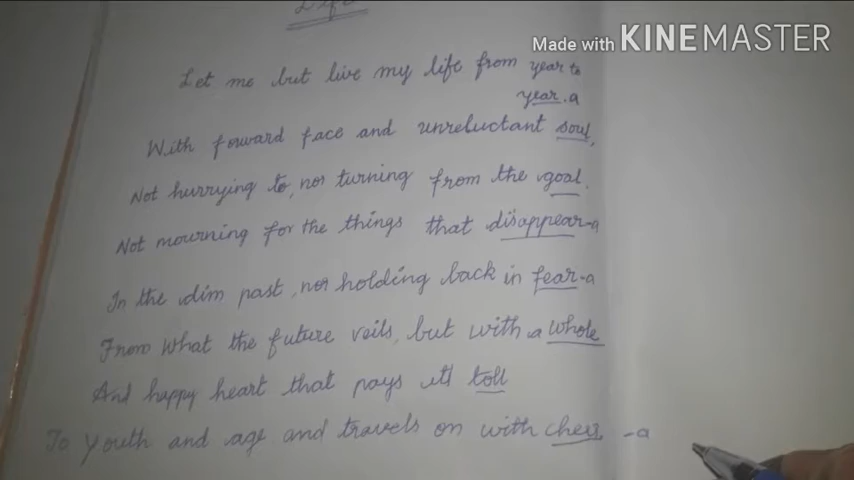 Life
Made with KINEMASTER
Let me but live my life from year to
year - a
With forward face and unreluctant soul,
Not hurrying to, nor turning from the goal.
Not mourning for the things that disappear - a
In the dim past, nor holding back in fear - a
From what the future veils, but with a whole
And happy heart that pays its toll
To youth and age and travels on with cheer - a